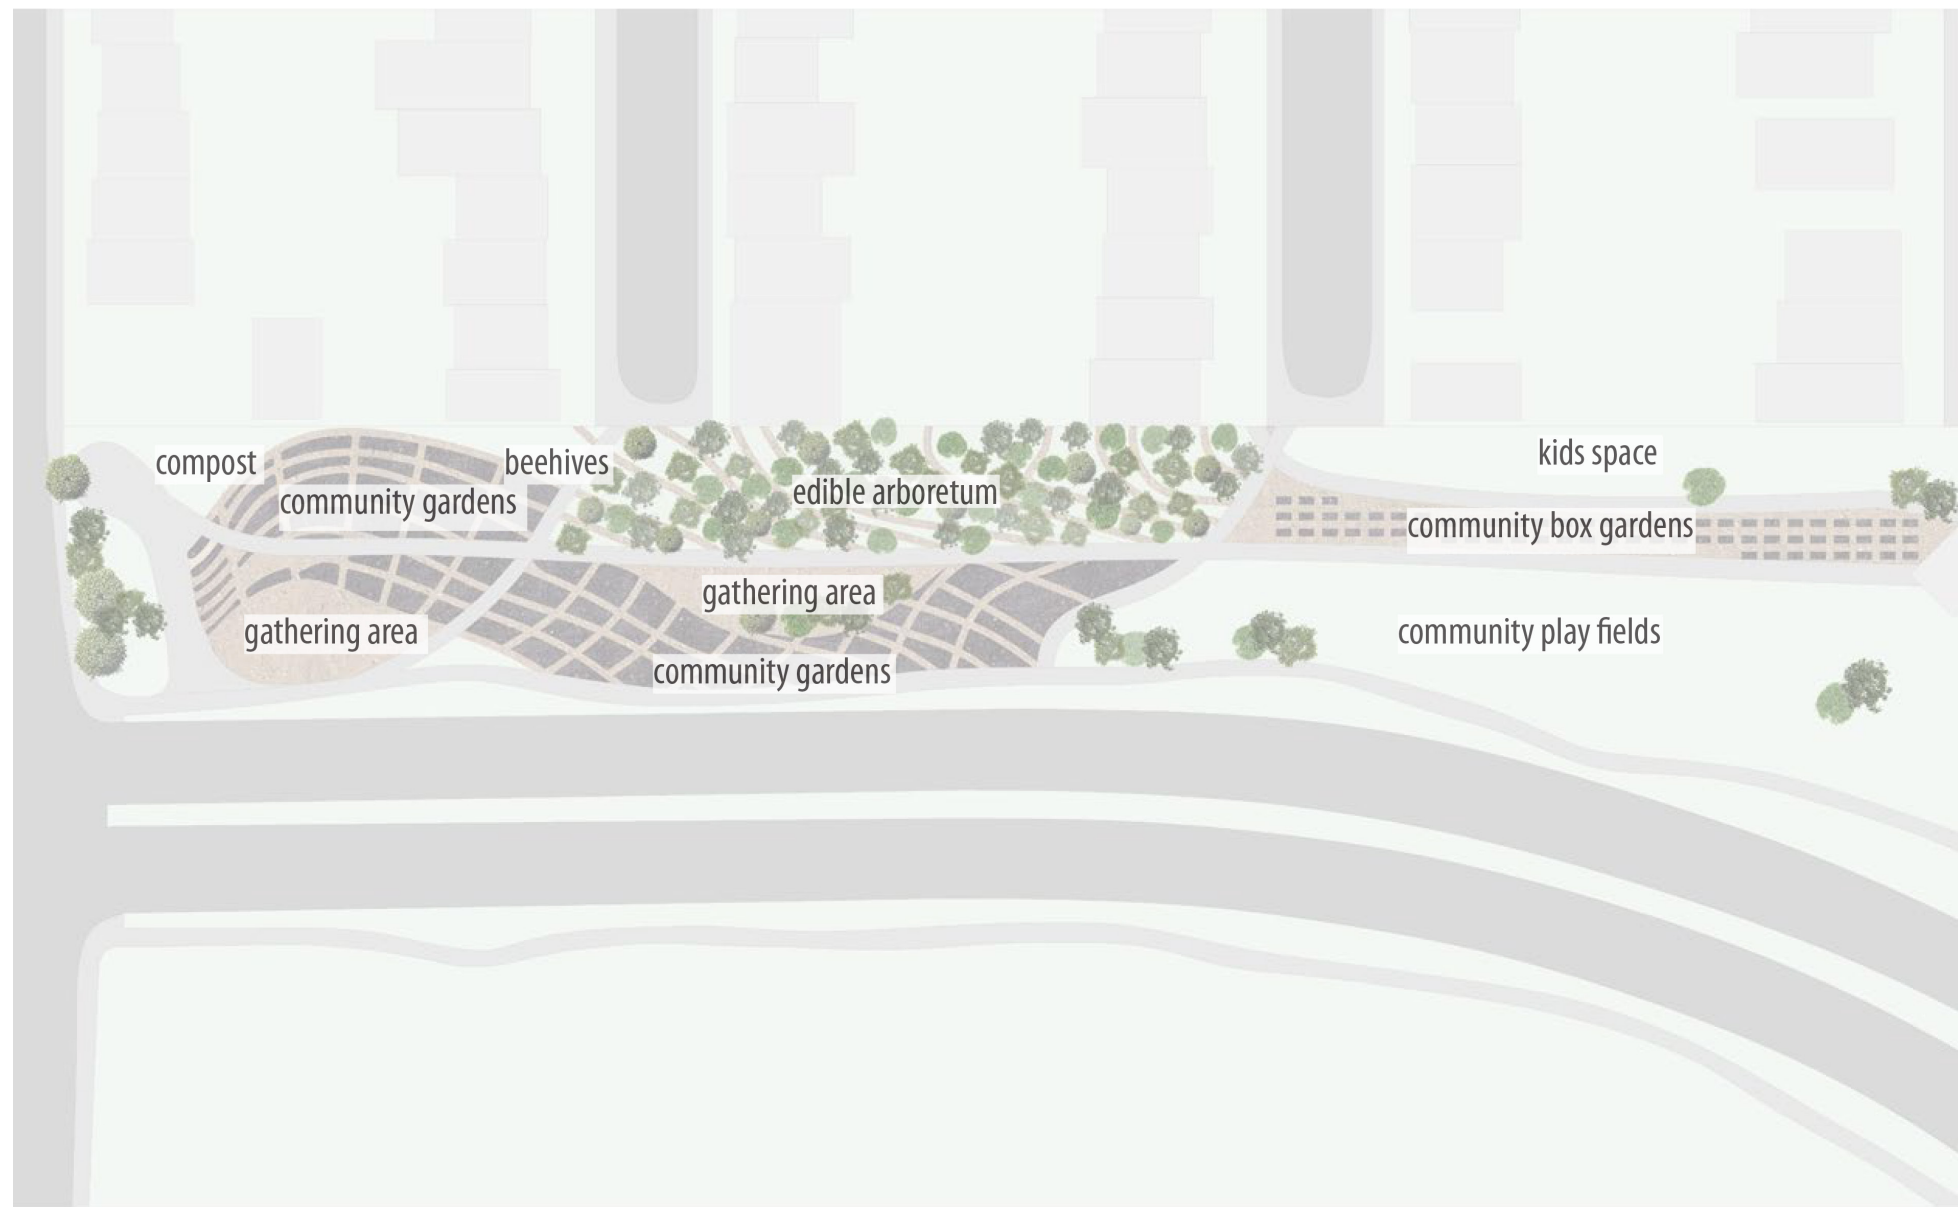 compost
beehives
kids space
community gardens
edible arboretum
community box gardens
gathering area
gathering area
community play fields
community gardens